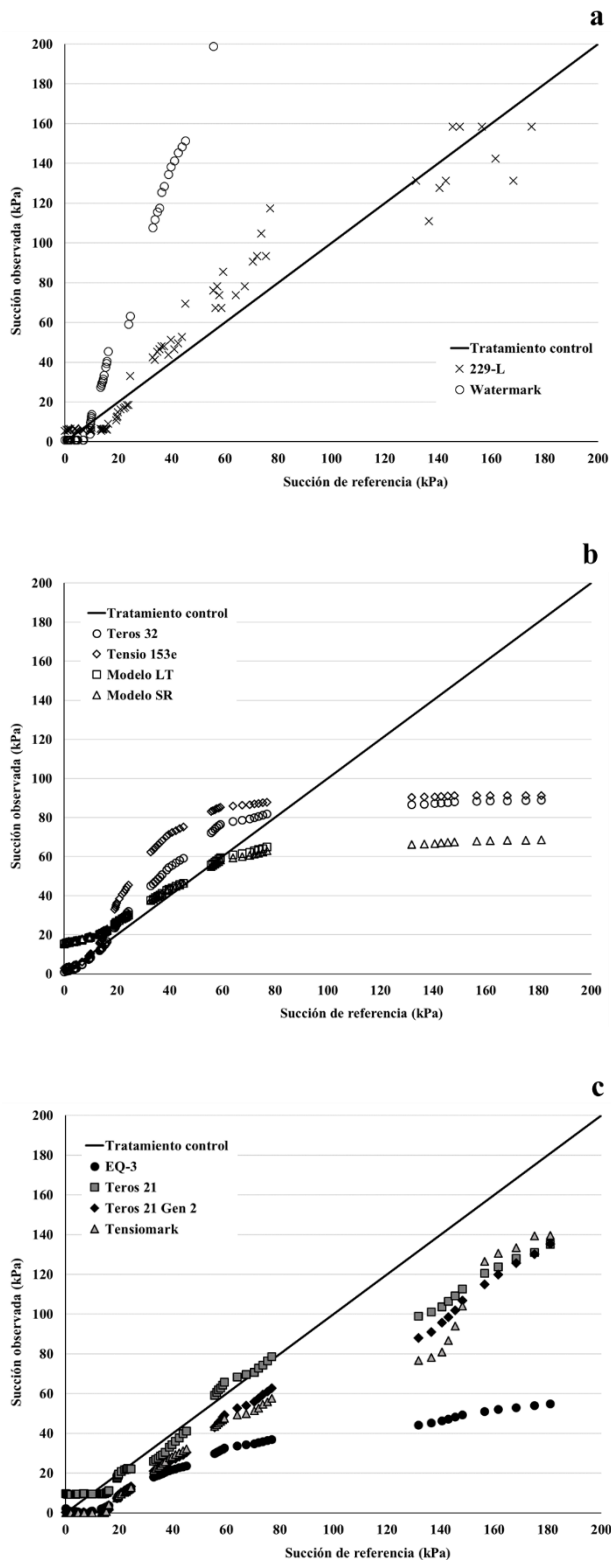 a
200
180
160
140
120
100
80
60
40
20
0
Succión observada (kPa)
Tratamiento control
229-L
Watermark
0 20 40 60 80 100 120 140 160 180 200
Succión de referencia (kPa)
b
200
180
160
140
120
100
80
60
40
20
0
Succión observada (kPa)
Tratamiento control
Teros 32
Tensio 153e
Modelo LT
Modelo SR
0 20 40 60 80 100 120 140 160 180 200
Succión de referencia (kPa)
c
200
180
160
140
120
100
80
60
40
20
0
Succión observada (kPa)
Tratamiento control
EQ-3
Teros 21
Teros 21 Gen 2
Tensiomark
0 20 40 60 80 100 120 140 160 180 200
Succión de referencia (kPa)